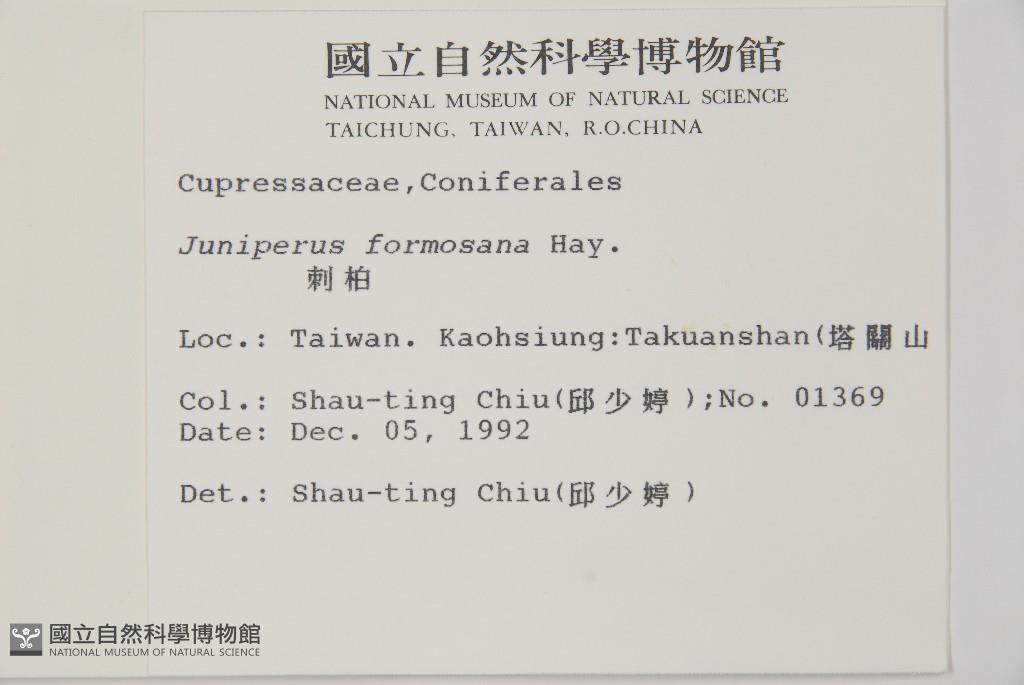 國立自然科學博物館
NATIONAL MUSEUM OF NATURAL SCIENCE
TAICHUNG, TAIWAN, R.O.CHINA
Cupressaceae,Coniferales
Juniperus formosana Hay.
刺柏
Loc.: Taiwan. Kaohsiung:Takuanshan(塔關山
Col.: Shau-ting Chiu(邱少婷);No. 01369
Date: Dec. 05, 1992
Det.: Shau-ting Chiu(邱少婷)
國立自然科學博物館
NATIONAL MUSEUM OF NATURAL SCIENCE